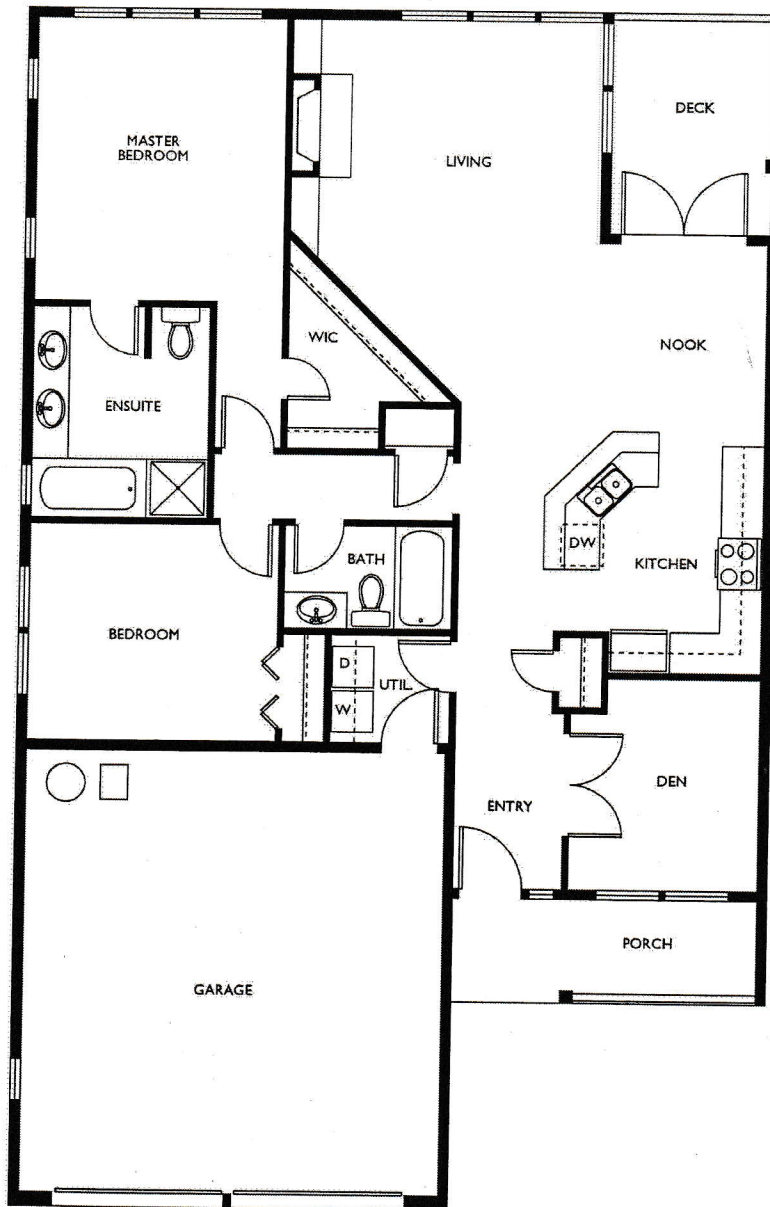 MASTER
BEDROOM
LIVING
DECK
WIC
NOOK
ENSUITE
DW
KITCHEN
BATH
BEDROOM
D
UTIL.
W
DEN
ENTRY
PORCH
GARAGE